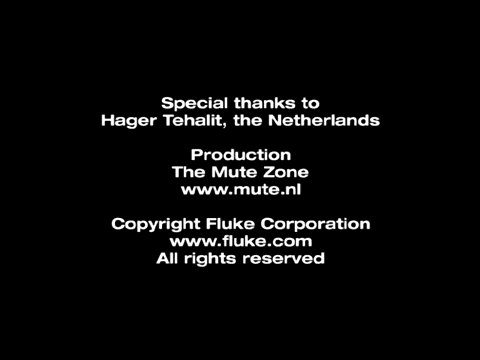 Special thanks to
Hager Tehalit, the Netherlands
Production
The Mute Zone
www.mute.nl
Copyright Fluke Corporation
www.fluke.com
All rights reserved